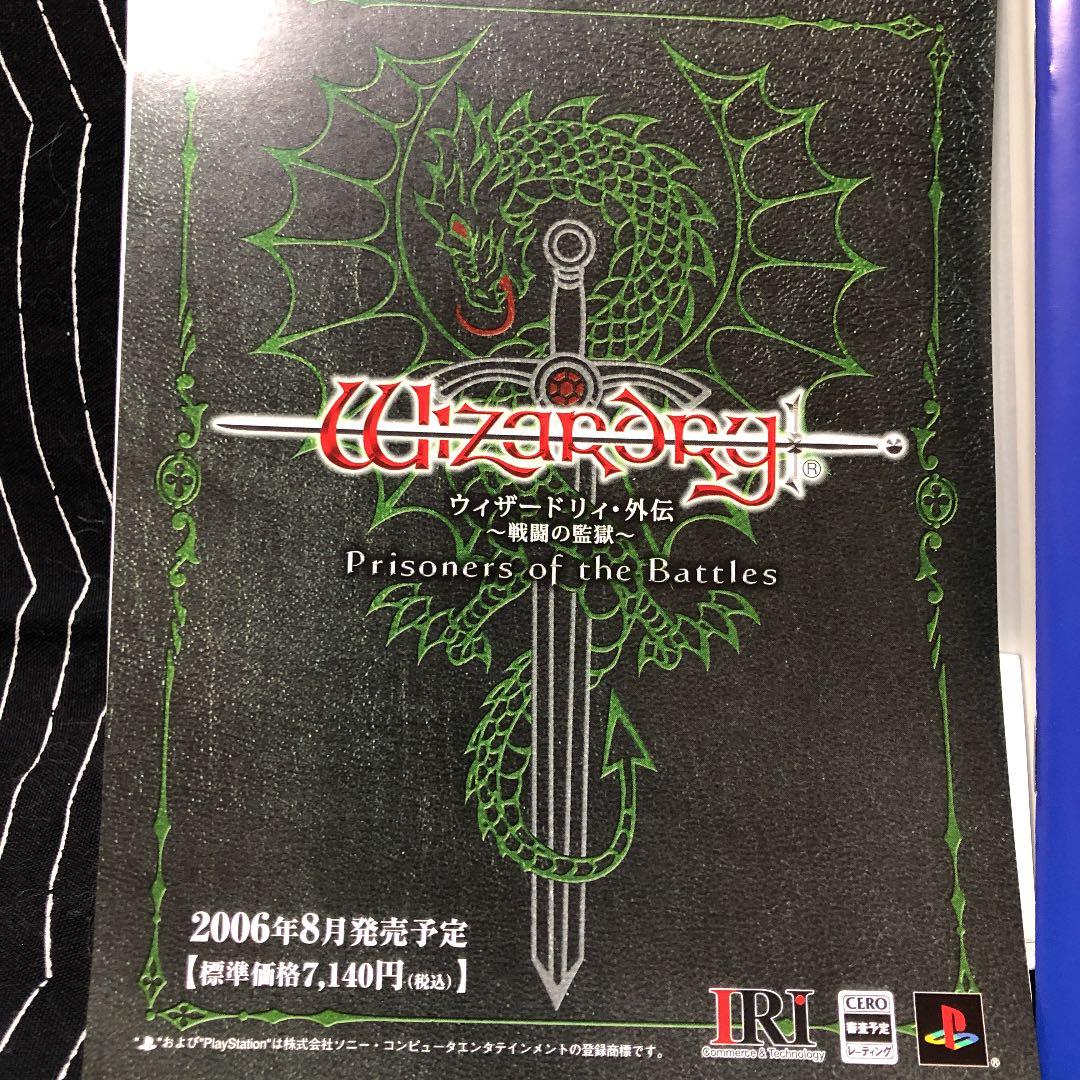 Wizardry®
ウィザードリィ・外伝
～戦闘の監獄～
Prisoners of the Battles
2006年8月発売予定
【標準価格7,140円(税込)】
IRI
Commerce & Technology
CERO
審査予定
レーティング
®
"PS"および"PlayStation"は株式会社ソニー・コンピュータエンタテインメントの登録商標です。